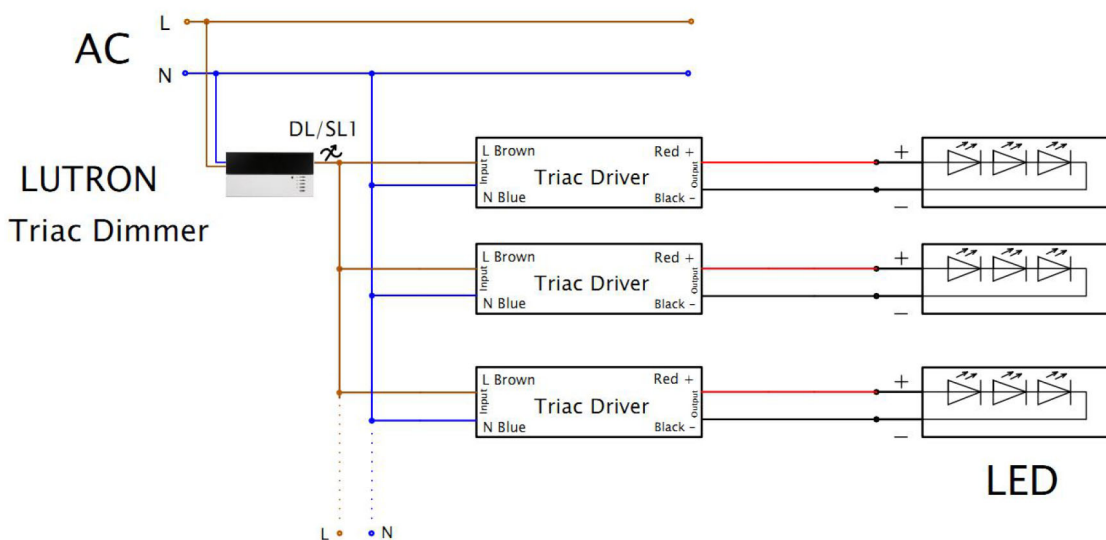 L
AC
N
DL/SL1
LUTRON
Triac Dimmer
L Brown
Red +
Input
Triac Driver
Output
N Blue
Black -
+
–
L Brown
Red +
Input
Triac Driver
Output
N Blue
Black -
+
–
L Brown
Red +
Input
Triac Driver
Output
N Blue
Black -
+
–
LED
L
N